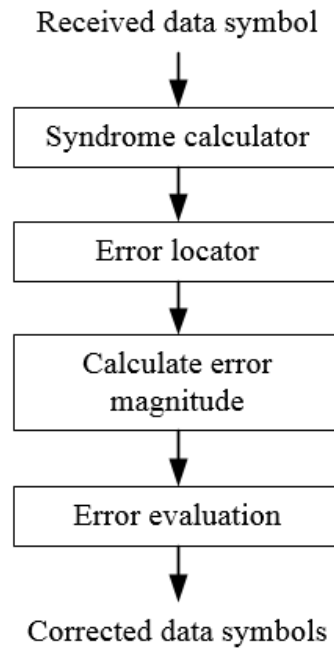 Received data symbol
Syndrome calculator
Error locator
Calculate error
magnitude
Error evaluation
Corrected data symbols